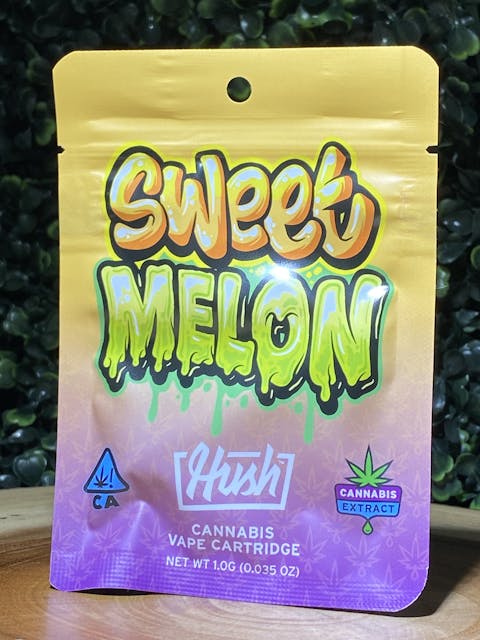 Sweet
MELON
Hush
CA
CANNABIS
EXTRACT
CANNABIS
VAPE CARTRIDGE
NET WT 1.0G (0.035 OZ)